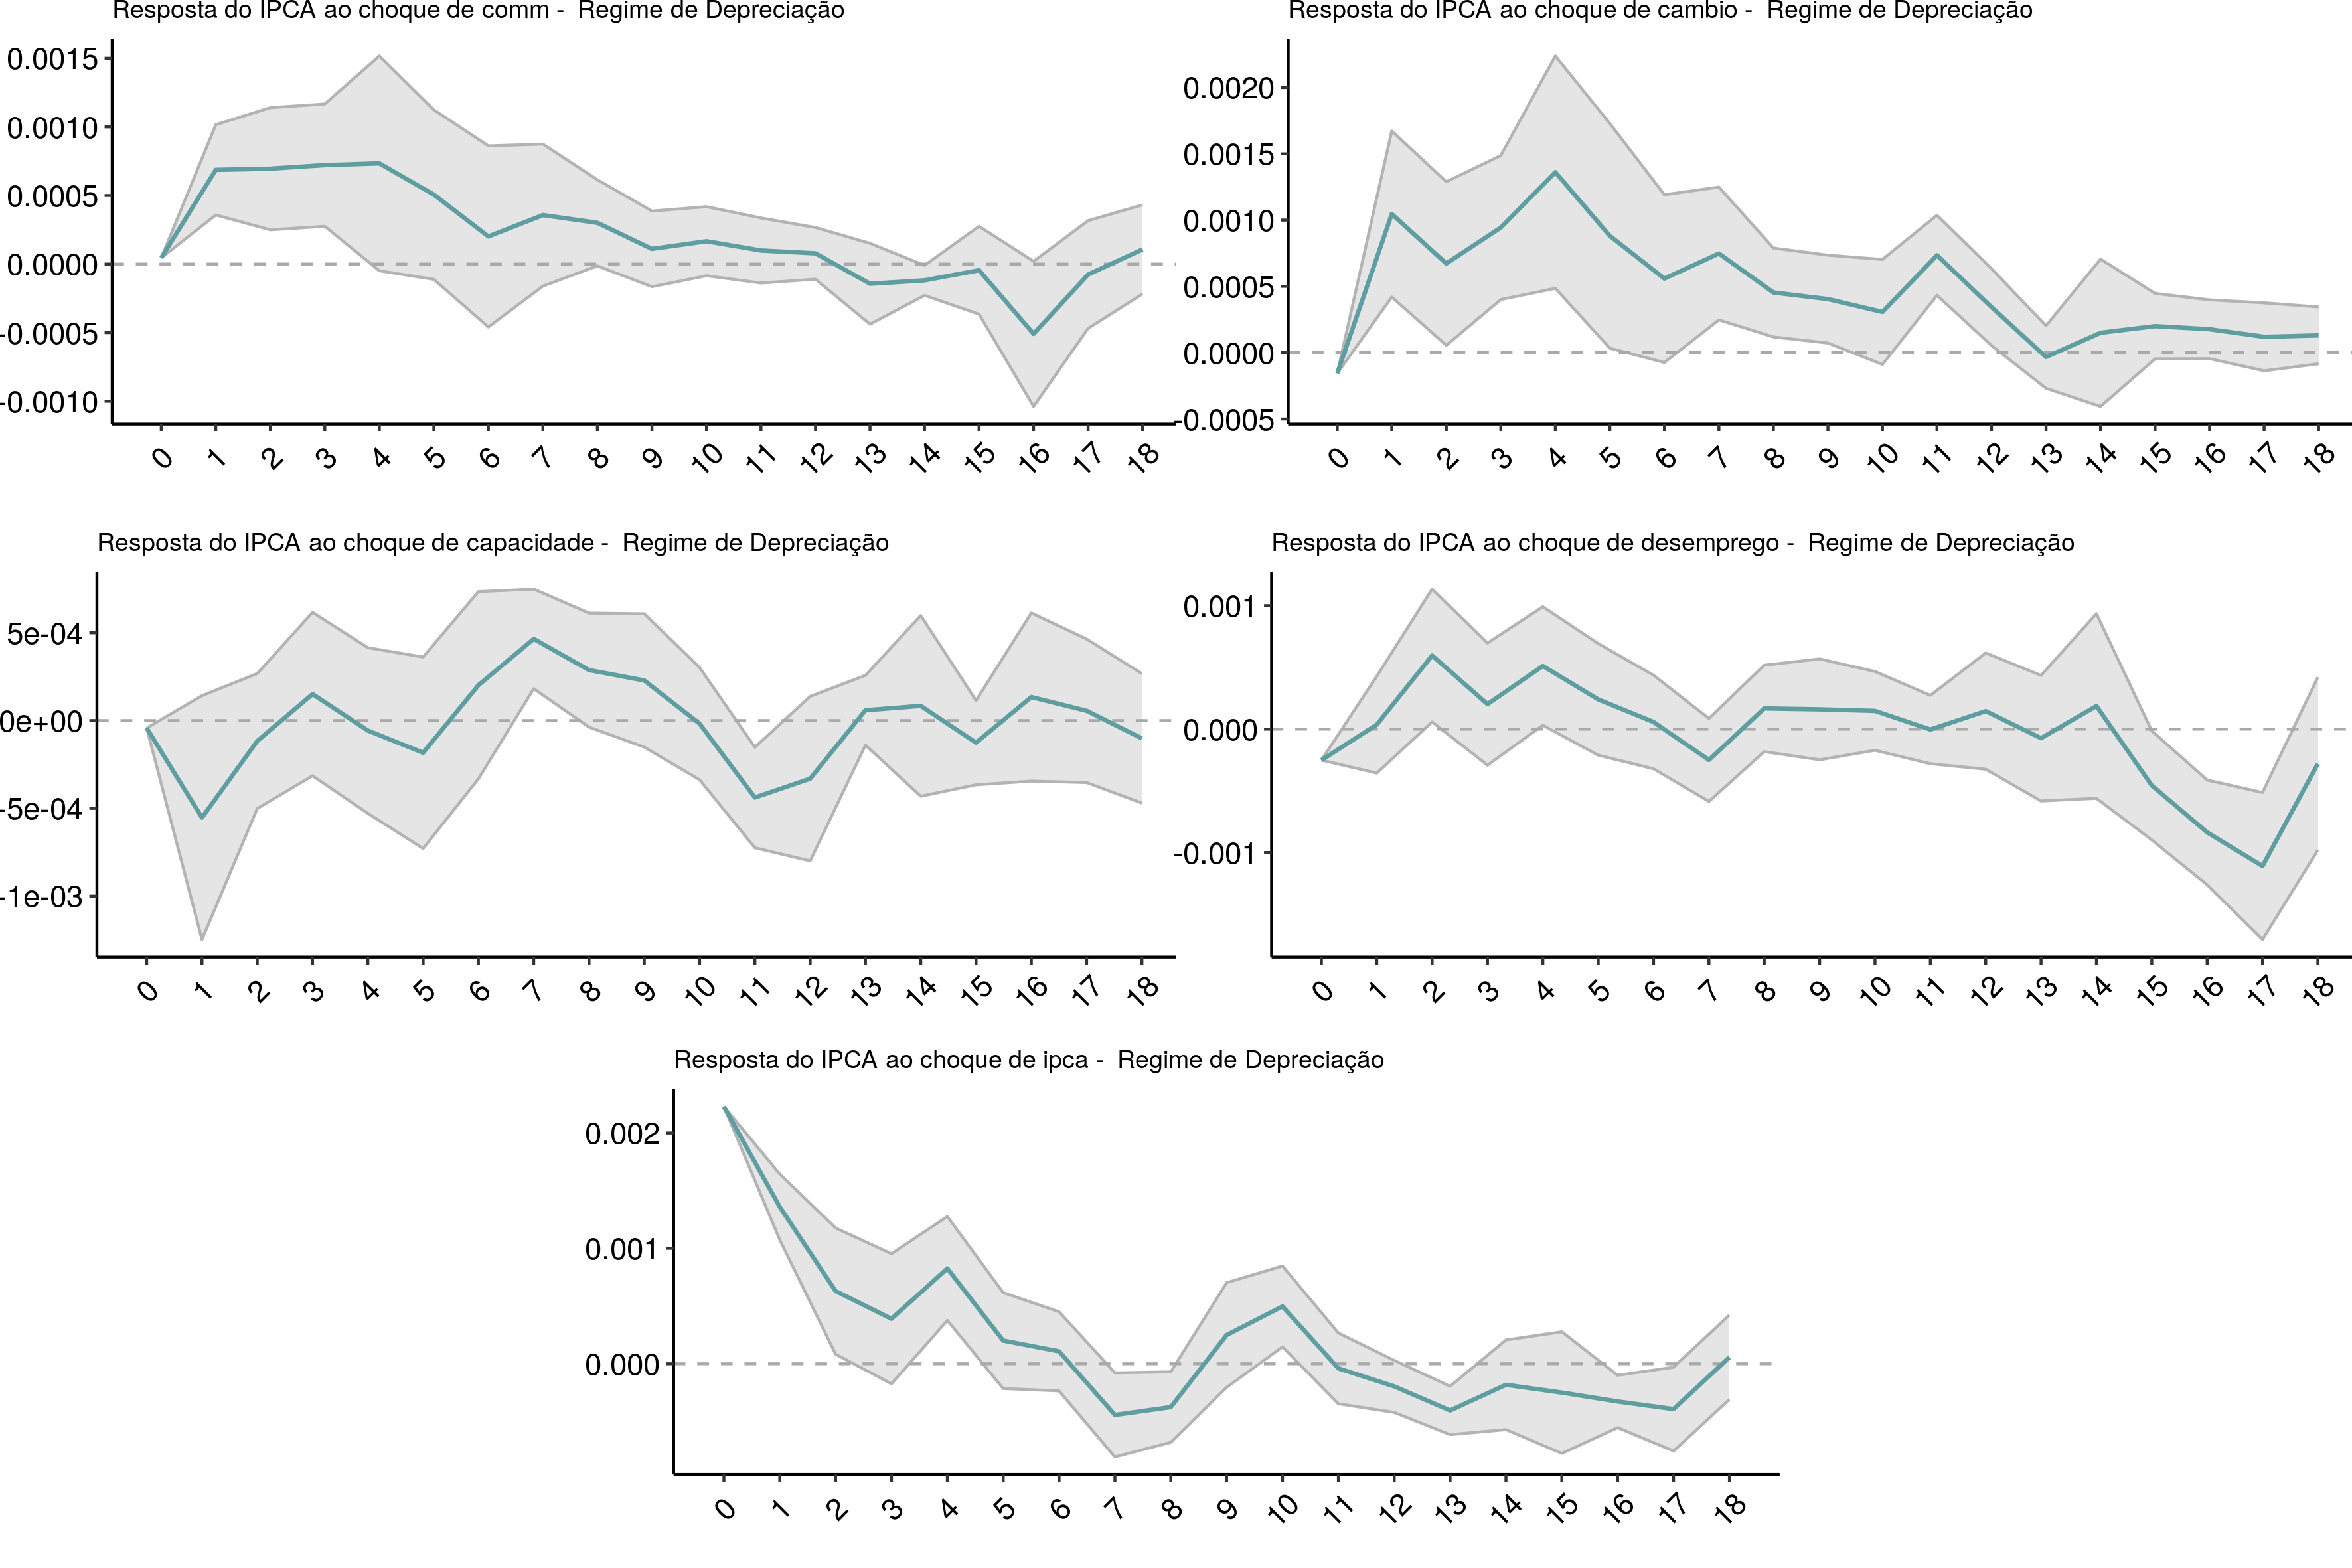 Resposta do IPCA ao choque de comm - Regime de Depreciação
0.0015
0.0010
0.0005
0.0000
-0.0005
-0.0010
0 1 2 3 4 5 6 7 8 9 10 11 12 13 14 15 16 17 18
Resposta do IPCA ao choque de cambio - Regime de Depreciação
0.0020
0.0015
0.0010
0.0005
0.0000
-0.0005
0 1 2 3 4 5 6 7 8 9 10 11 12 13 14 15 16 17 18
Resposta do IPCA ao choque de capacidade - Regime de Depreciação
5e-04
0e+00
-5e-04
-1e-03
0 1 2 3 4 5 6 7 8 9 10 11 12 13 14 15 16 17 18
Resposta do IPCA ao choque de desemprego - Regime de Depreciação
0.001
0.000
-0.001
0 1 2 3 4 5 6 7 8 9 10 11 12 13 14 15 16 17 18
Resposta do IPCA ao choque de ipca - Regime de Depreciação
0.002
0.001
0.000
0 1 2 3 4 5 6 7 8 9 10 11 12 13 14 15 16 17 18